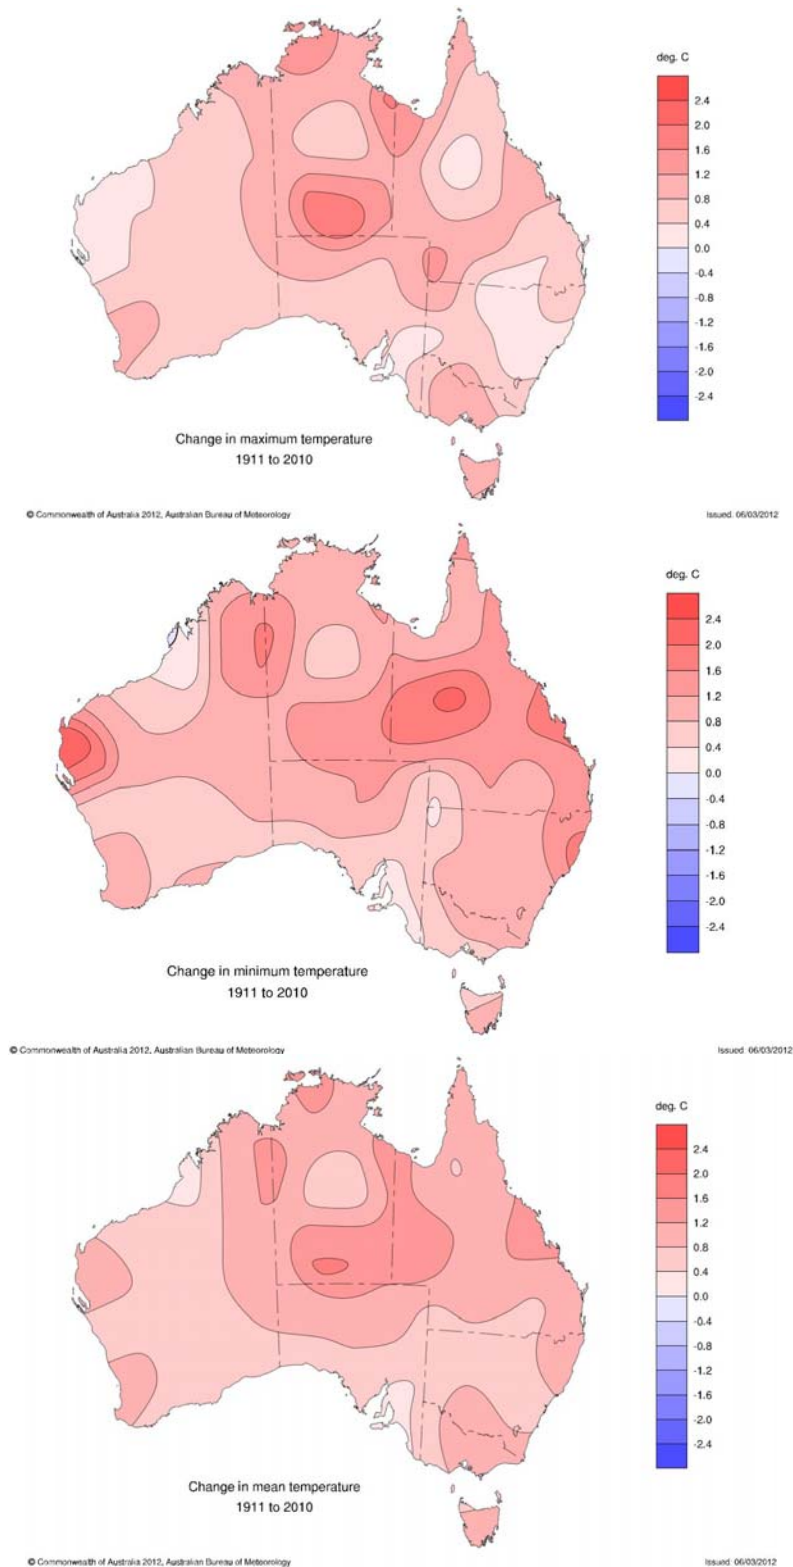 deg. C
2.4
2.0
1.6
1.2
0.8
0.4
0.0
-0.4
-0.8
-1.2
-1.6
-2.0
-2.4
Change in maximum temperature
1911 to 2010
© Commonwealth of Australia 2012, Australian Bureau of Meteorology
Issued: 06/03/2012
deg. C
2.4
2.0
1.6
1.2
0.8
0.4
0.0
-0.4
-0.8
-1.2
-1.6
-2.0
-2.4
Change in minimum temperature
1911 to 2010
© Commonwealth of Australia 2012, Australian Bureau of Meteorology
Issued: 06/03/2012
deg. C
2.4
2.0
1.6
1.2
0.8
0.4
0.0
-0.4
-0.8
-1.2
-1.6
-2.0
-2.4
Change in mean temperature
1911 to 2010
© Commonwealth of Australia 2012, Australian Bureau of Meteorology
Issued: 06/03/2012